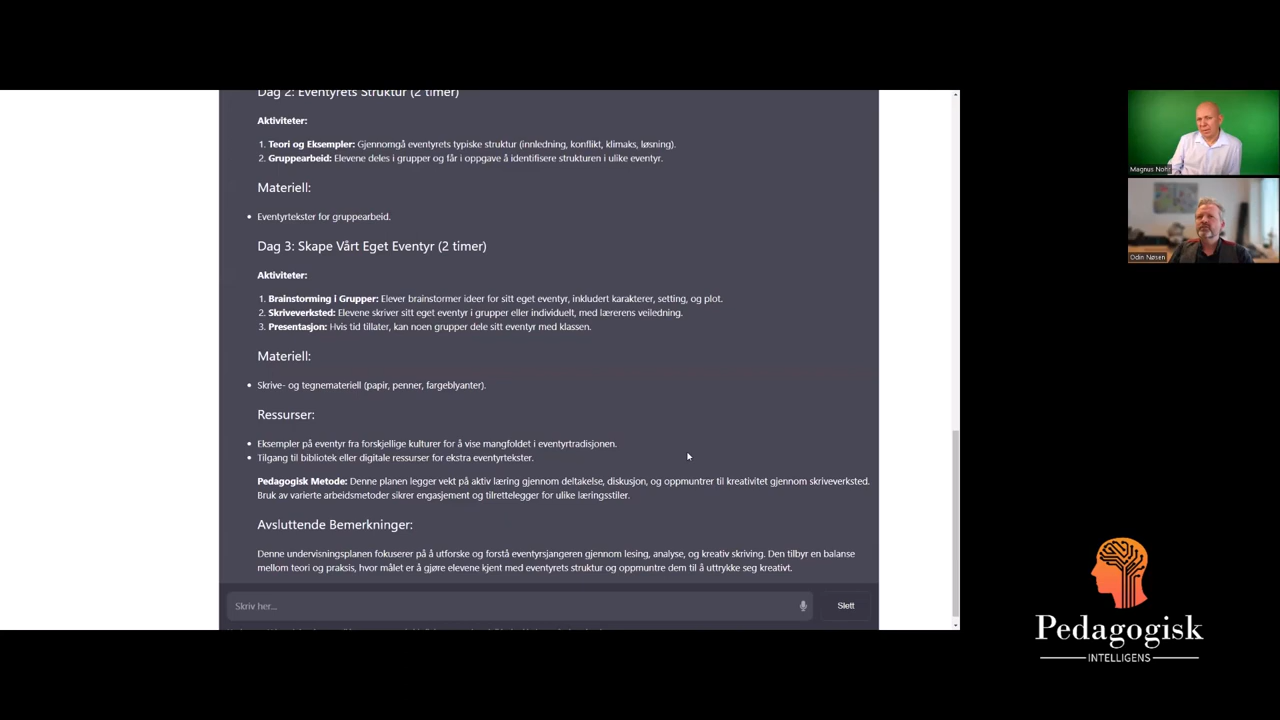 Dag 2: Eventyrets Struktur (2 timer)
Aktiviteter:
1. Teori og Eksempler: Gjennomgå eventyrets typiske struktur (innledning, konflikt, klimaks, løsning).
2. Gruppearbeid: Elevene deles i grupper og får i oppgave å identifisere strukturen i ulike eventyr.
Materiell:
• Eventyrtekster for gruppearbeid.
Dag 3: Skape Vårt Eget Eventyr (2 timer)
Aktiviteter:
1. Brainstorming i Grupper: Elever brainstormer ideer for sitt eget eventyr, inkludert karakterer, setting, og plot.
2. Skriveverksted: Elevene skriver sitt eget eventyr i grupper eller individuelt, med lærerens veiledning.
3. Presentasjon: Hvis tid tillater, kan noen grupper dele sitt eventyr med klassen.
Materiell:
• Skrive- og tegnemateriell (papir, penner, fargeblyanter).
Ressurser:
• Eksempler på eventyr fra forskjellige kulturer for å vise mangfoldet i eventyrtradisjonen.
• Tilgang til bibliotek eller digitale ressurser for ekstra eventyrtekster.
Pedagogisk Metode: Denne planen legger vekt på aktiv læring gjennom deltakelse, diskusjon, og oppmuntrer til kreativitet gjennom skriveverksted.
Bruk av varierte arbeidsmetoder sikrer engasjement og tilrettelegger for ulike læringsstiler.
Avsluttende Bemerkninger:
Denne undervisningsplanen fokuserer på å utforske og forstå eventyrsjangeren gjennom lesing, analyse, og kreativ skriving. Den tilbyr en balanse
mellom teori og praksis, hvor målet er å gjøre elevene kjent med eventyrets struktur og oppmuntre dem til å uttrykke seg kreativt.
Skriv her...
Slett
Magnus Nohr
Odin Nøsen
Pedagogisk
INTELLIGENS